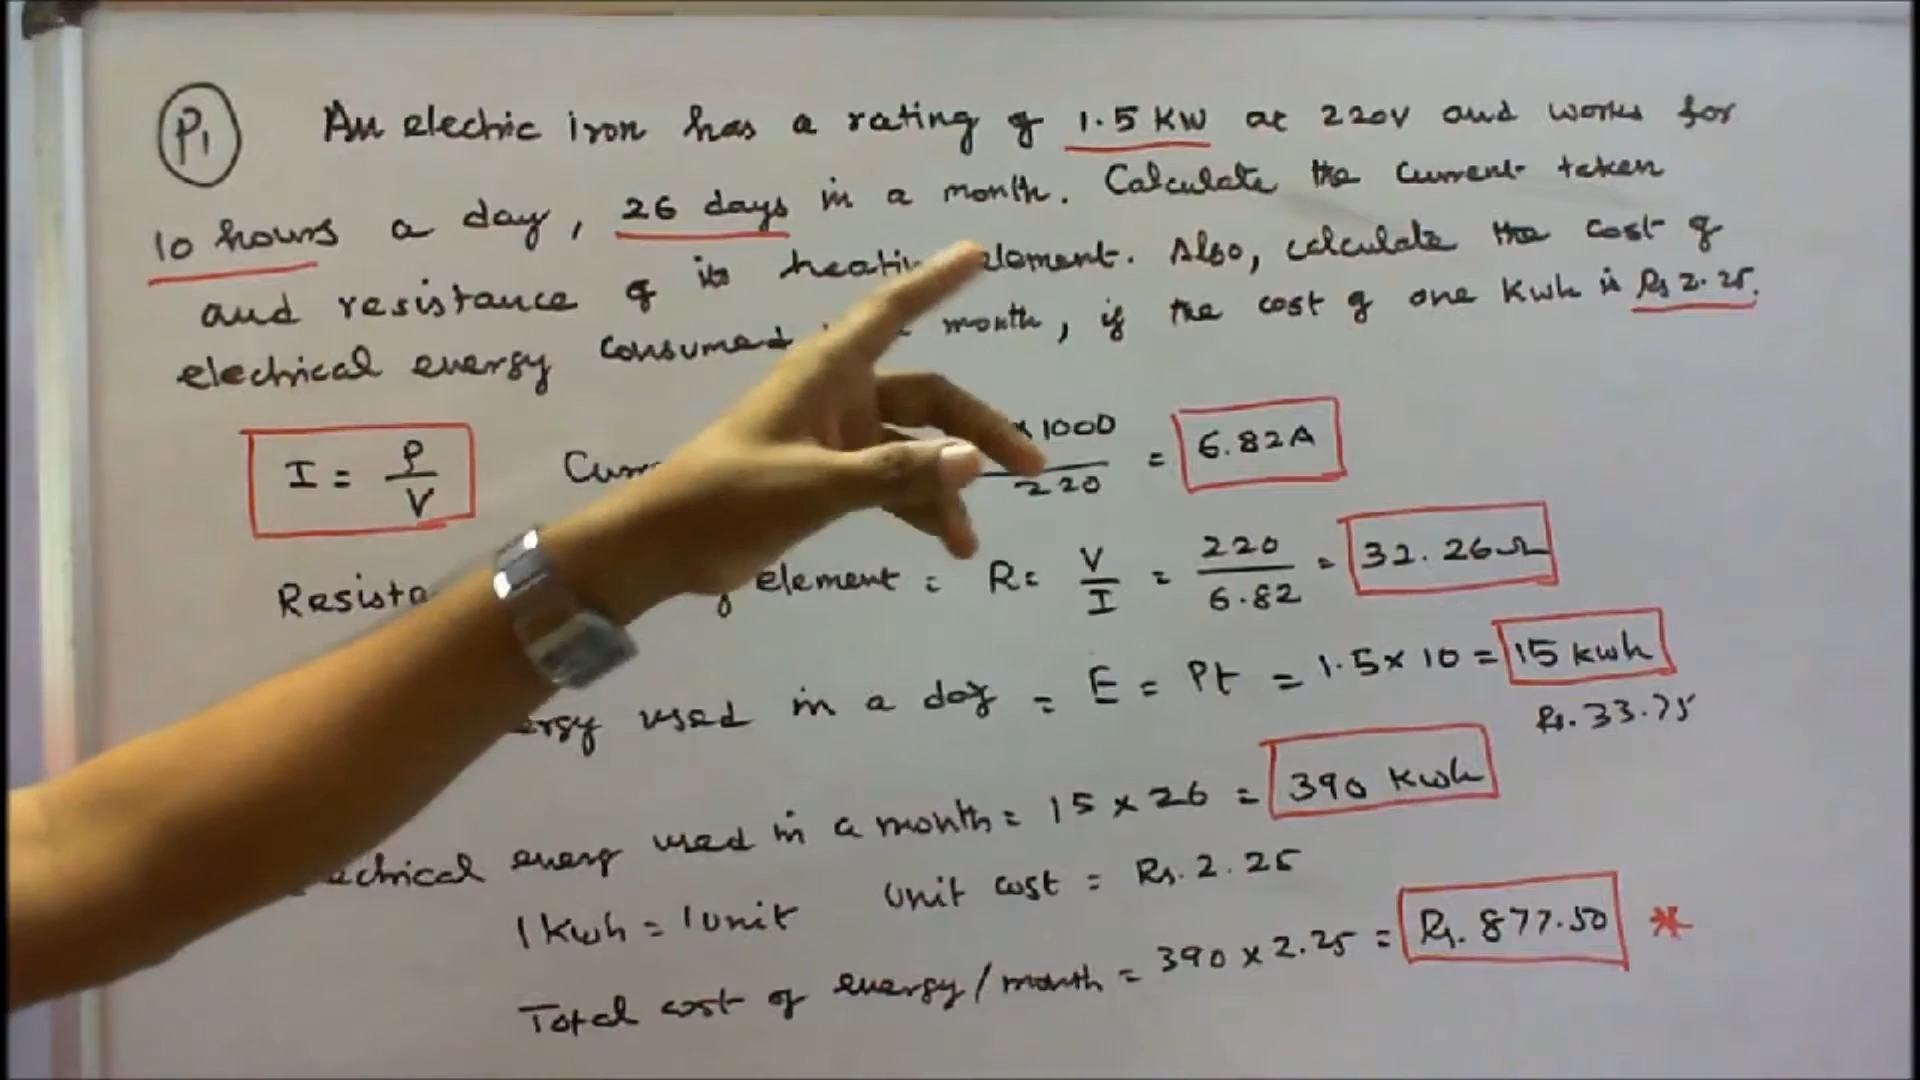 P1 An electric iron has a rating of 1.5 KW at 220V and works for
10 hours a day, 26 days in a month. Calculate the current taken
and resistance of its heatin element. Also, calculate the cost of
electrical energy consumed month, if the cost of one Kwh is Rs 2.25.
I = P/V × 1000 / 220 = 6.82A
element = R = V/I = 220/6.82 = 32.26Ω
used in a day = E = Pt = 1.5 × 10 = 15 kwh
Rs. 33.75
energ used in a month = 15 × 26 = 390 Kwh
1 Kwh = 1 unit Unit cost = Rs. 2.25
Total cost of energy/month = 390 × 2.25 = Rs. 877.50 *